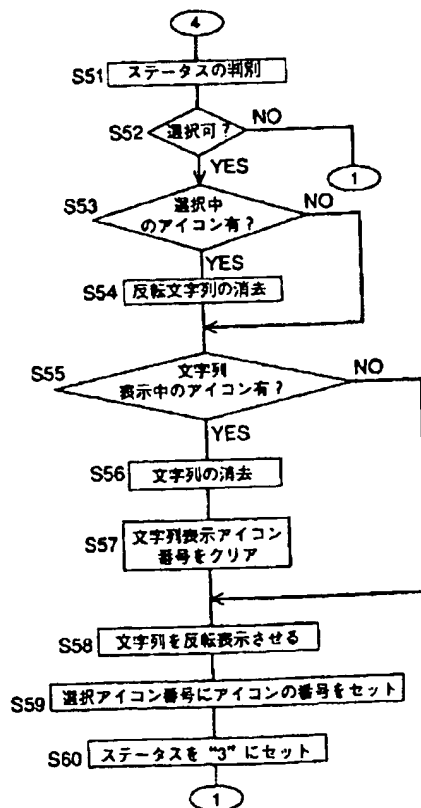 4
S51 ステータスの判別
S52 選択可？ NO
YES
1
S53 選択中 NO
のアイコン有？
YES
S54 反転文字列の消去
S55 文字列 NO
表示中のアイコン有？
YES
S56 文字列の消去
S57 文字列表示アイコン
番号をクリア
S58 文字列を反転表示させる
S59 選択アイコン番号にアイコンの番号をセット
S60 ステータスを“3”にセット
1